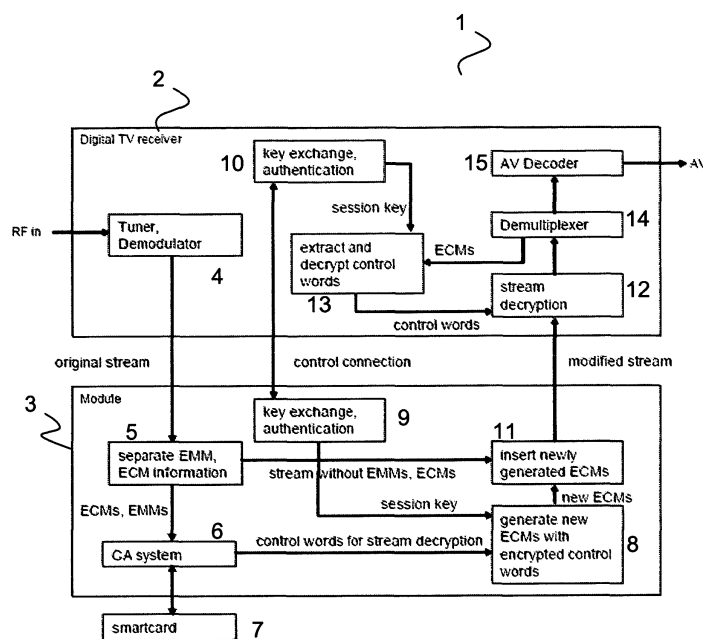 1
2
Digital TV receiver
10
key exchange,
authentication
15
AV Decoder
AV
session key
RF in
Tuner,
Demodulator
4
Demultiplexer
14
ECMs
extract and
decrypt control
words
13
stream
decryption
12
control words
original stream
control connection
modified stream
3
Module
key exchange,
authentication
9
5
separate EMM,
ECM information
11
insert newly
generated ECMs
stream without EMMs, ECMs
new ECMs
session key
ECMs, EMMs
6
CA system
control words for stream decryption
generate new
ECMs with
encrypted control
words
8
smartcard
7